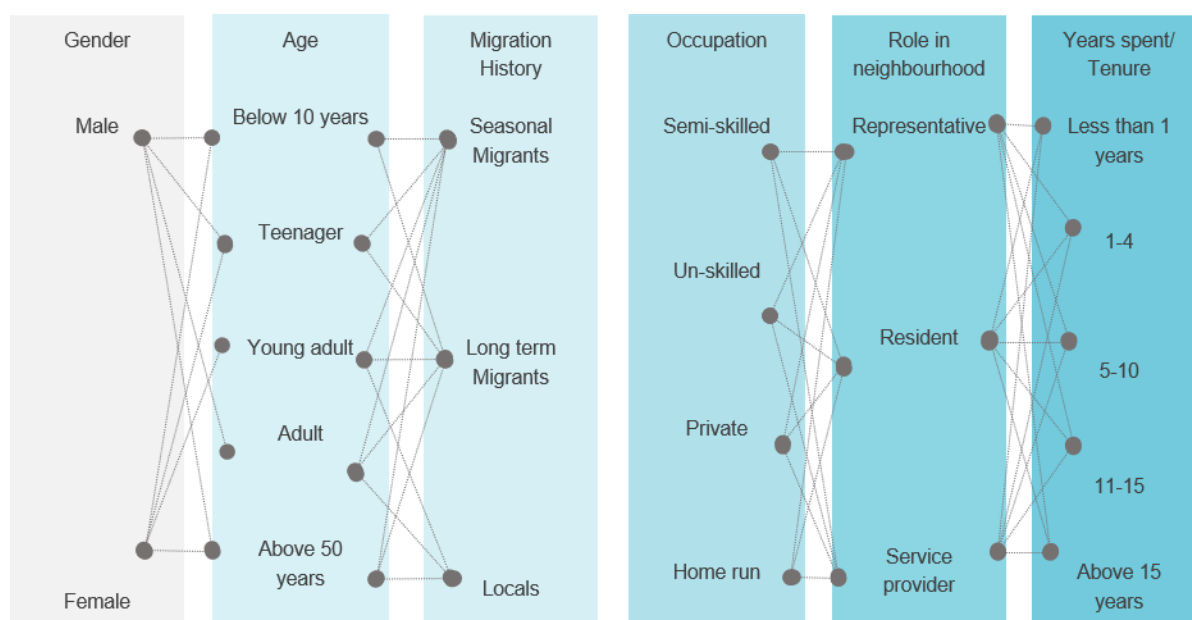 Gender
Male
Female
Age
Below 10 years
Teenager
Young adult
Adult
Above 50
years
Migration
History
Seasonal
Migrants
Long term
Migrants
Locals
Occupation
Semi-skilled
Un-skilled
Private
Home run
Role in
neighbourhood
Representative
Resident
Service
provider
Years spent/
Tenure
Less than 1
years
1-4
5-10
11-15
Above 15
years